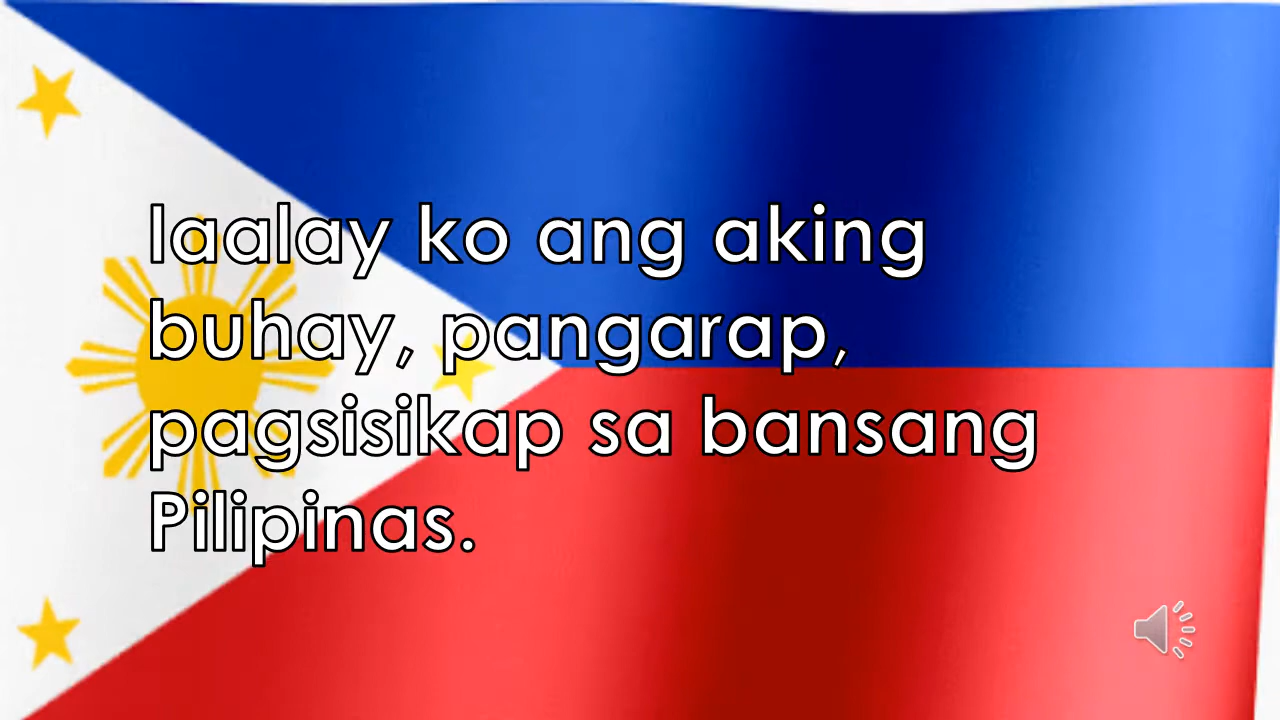 Iaalay ko ang aking
buhay, pangarap,
pagsisikap sa bansang
Pilipinas.